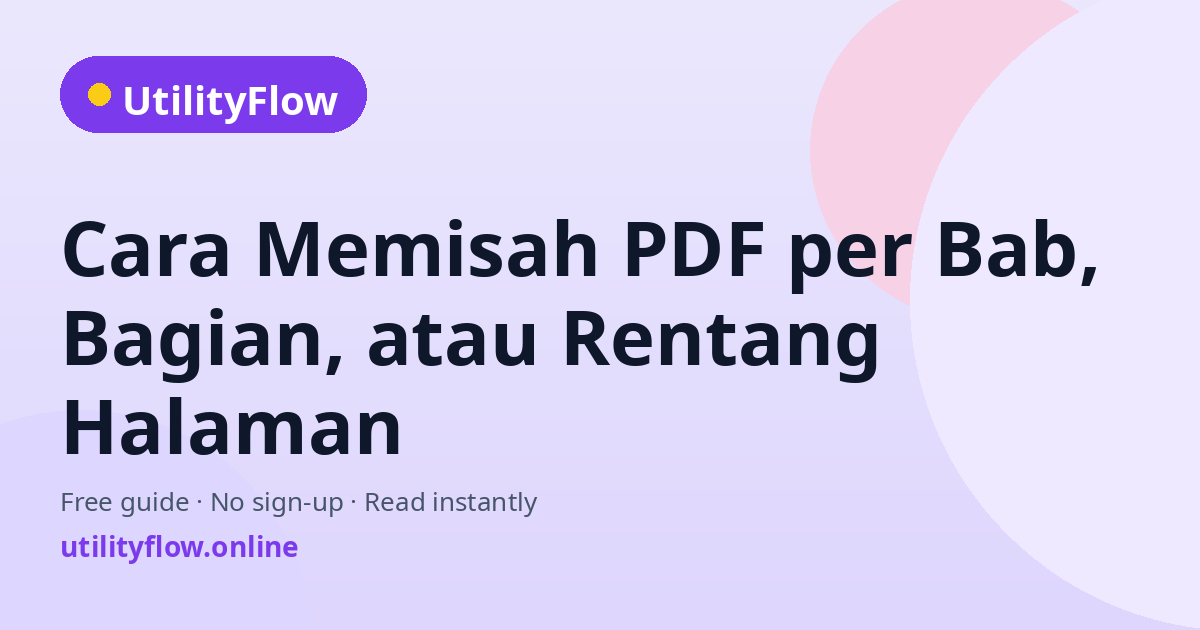 UtilityFlow
Cara Memisah PDF per Bab,
Bagian, atau Rentang
Halaman
Free guide · No sign-up · Read instantly
utilityflow.online